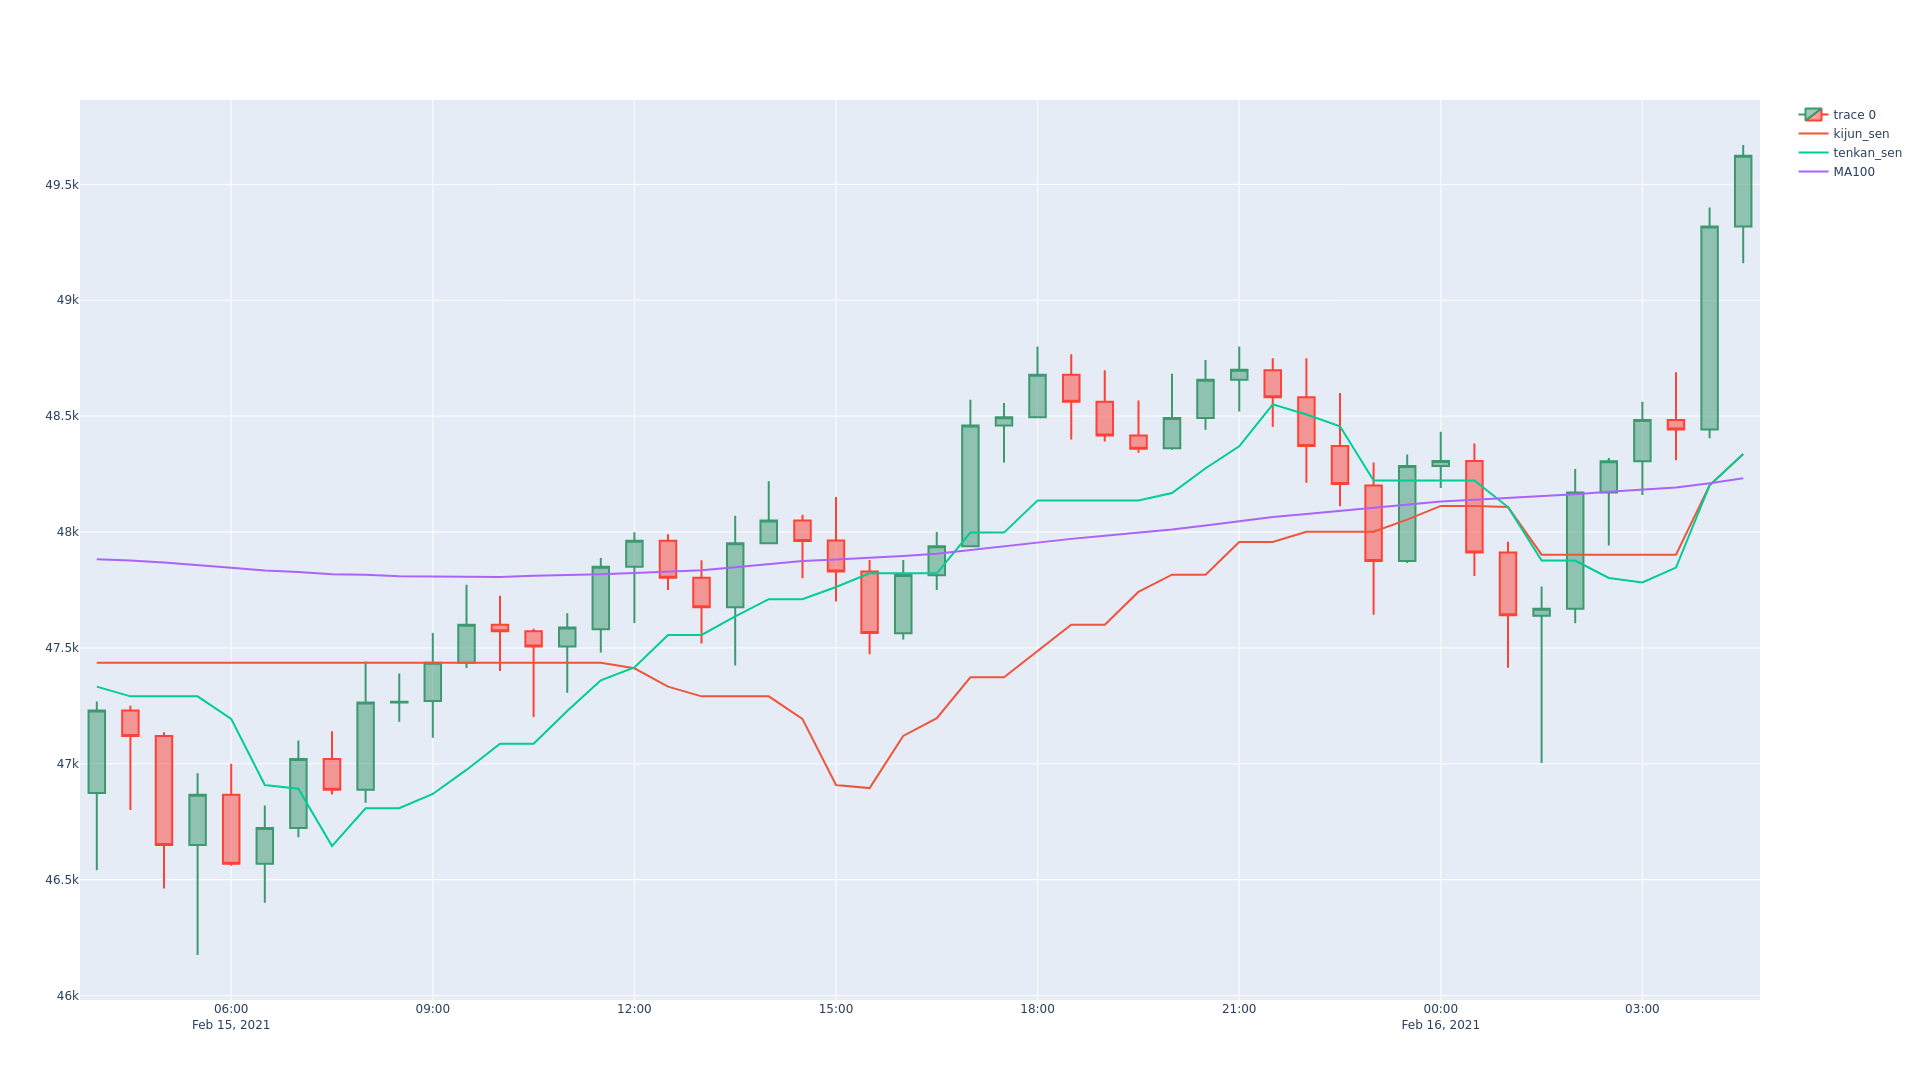 trace 0
kijun_sen
tenkan_sen
MA100
49.5k
49k
48.5k
48k
47.5k
47k
46.5k
46k
06:00 09:00 12:00 15:00 18:00 21:00 00:00 03:00
Feb 15, 2021 Feb 16, 2021